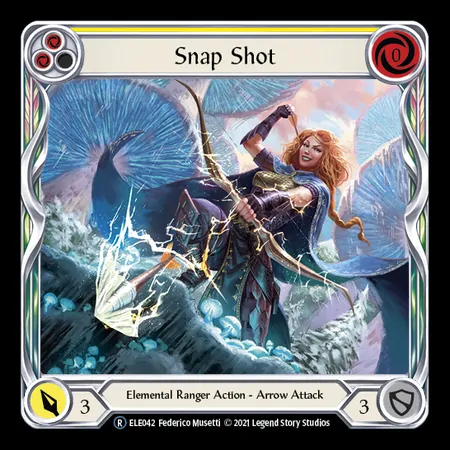 Snap Shot
0
Elemental Ranger Action - Arrow Attack
3
3
R ELE042 Federico Musetti © 2021 Legend Story Studios